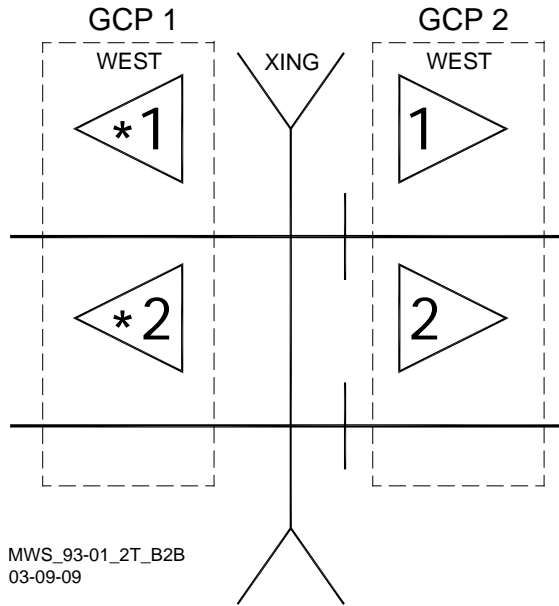 GCP 1
GCP 2
WEST
XING
WEST
*1
1
*2
2
MWS_93-01_2T_B2B
03-09-09